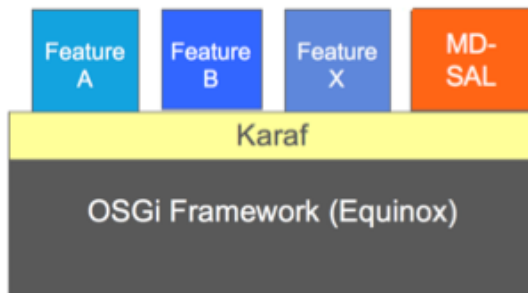 Feature
A
Feature
B
Feature
X
MD-
SAL
Karaf
OSGi Framework (Equinox)